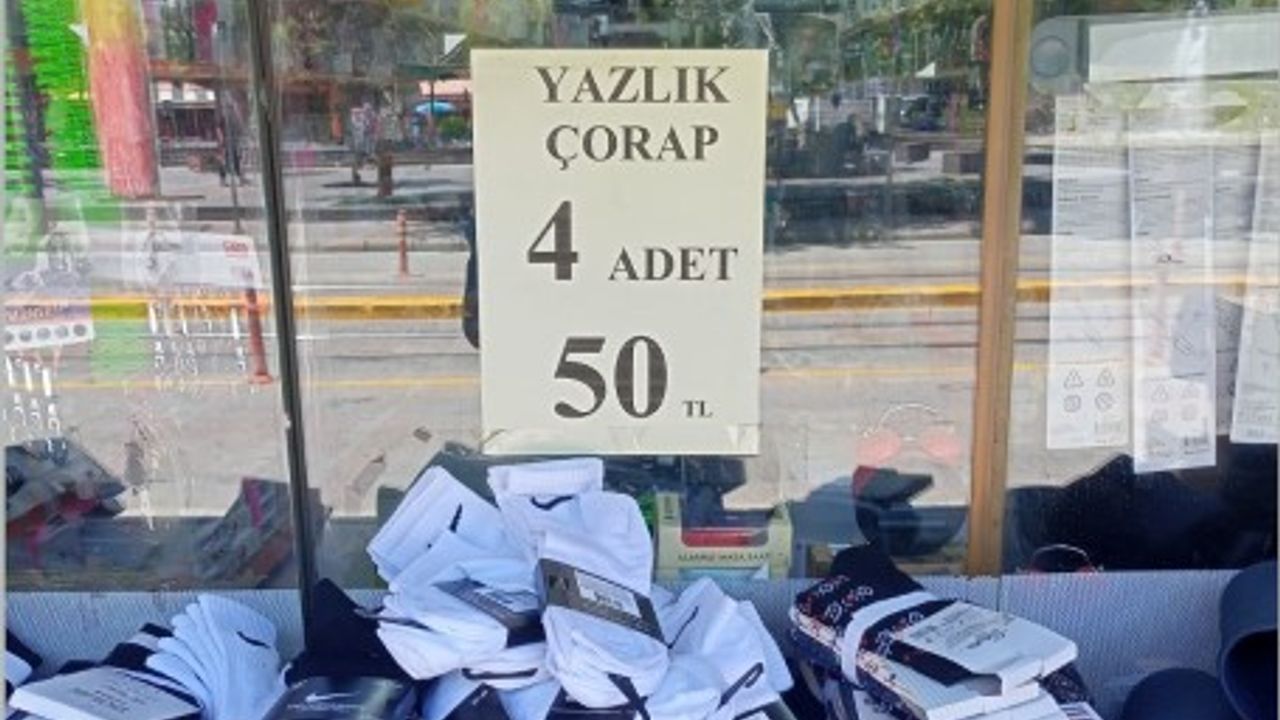 YAZLIK
ÇORAP
4 ADET
50 TL